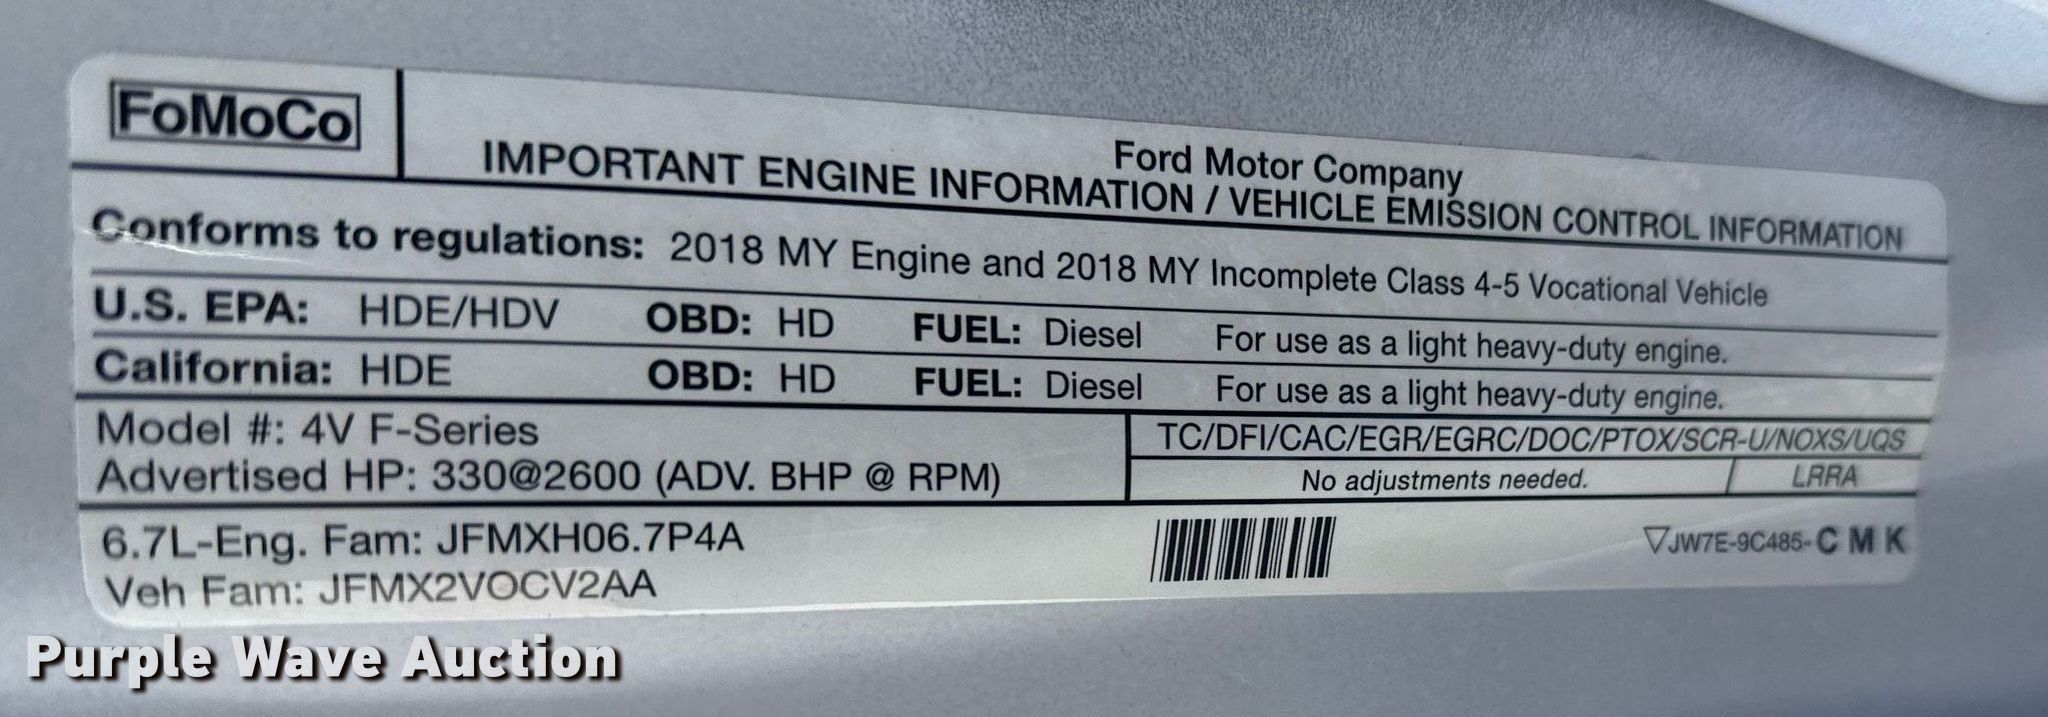 FoMoCo
Ford Motor Company
IMPORTANT ENGINE INFORMATION / VEHICLE EMISSION CONTROL INFORMATION
Conforms to regulations: 2018 MY Engine and 2018 MY Incomplete Class 4-5 Vocational Vehicle
U.S. EPA: HDE/HDV OBD: HD FUEL: Diesel For use as a light heavy-duty engine.
California: HDE OBD: HD FUEL: Diesel For use as a light heavy-duty engine.
Model #: 4V F-Series
Advertised HP: 330@2600 (ADV. BHP @ RPM)
TC/DFI/CAC/EGR/EGRC/DOC/PTOX/SCR-U/NOXS/UQS
No adjustments needed. LRRA
6.7L-Eng. Fam: JFMXH06.7P4A
Veh Fam: JFMX2VOCV2AA
▽JW7E-9C485-CMK
Purple Wave Auction